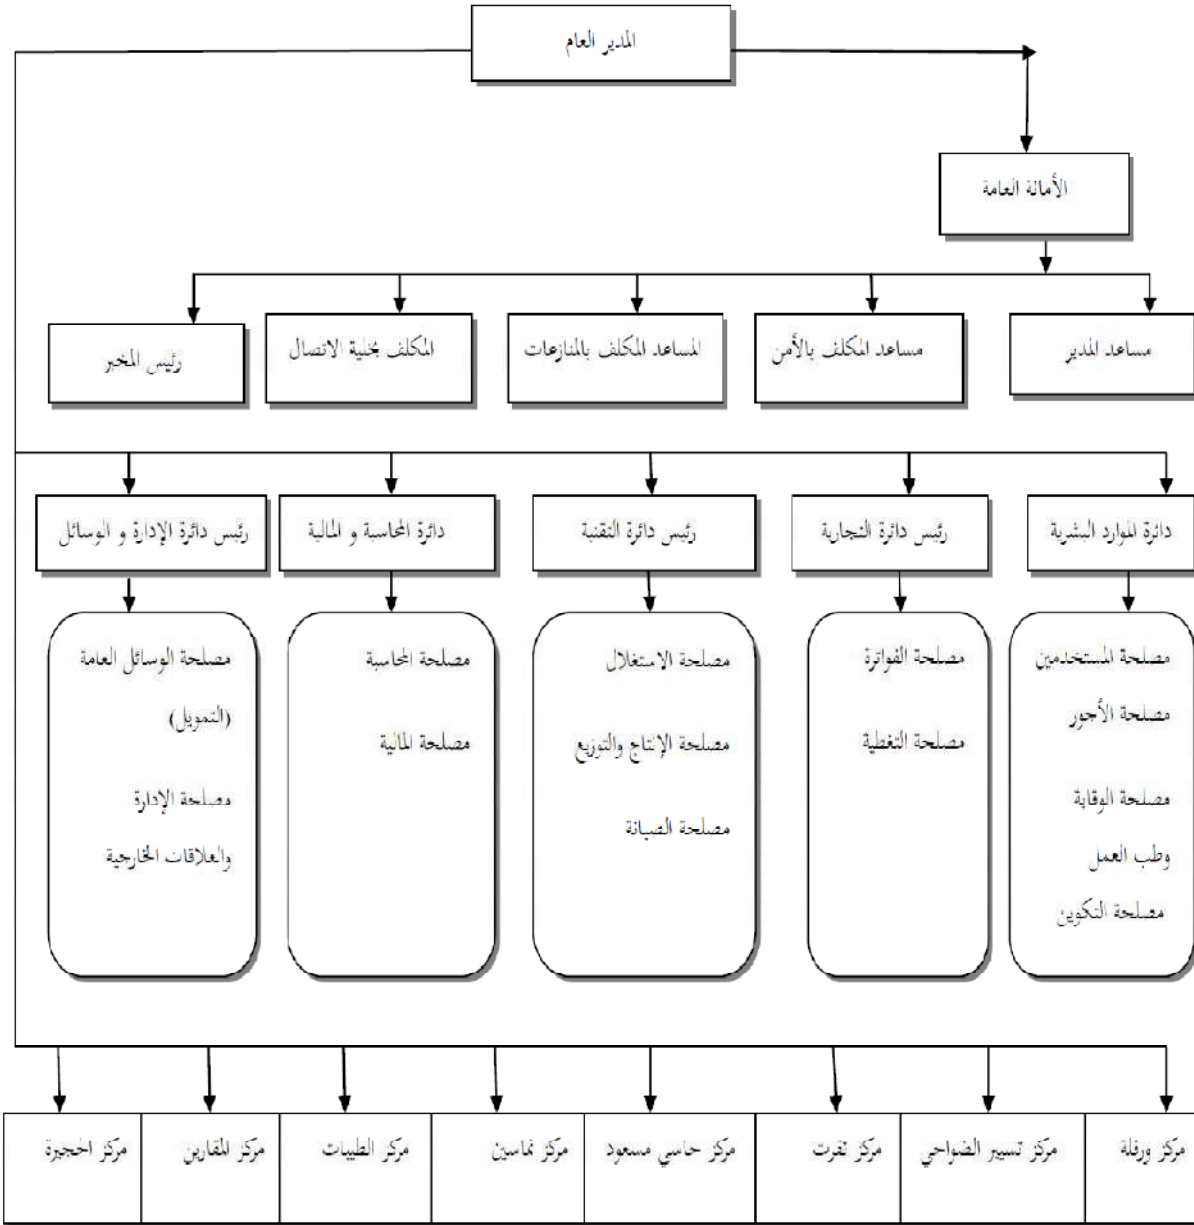 المدير العام
الأمانة العامة
مساعد المدير
مساعد المكلف بالأمن
المساعد المكلف بالمنازعات
المكلف بخلية الاتصال
رئيس المخبر
دائرة الموارد البشرية
رئيس دائرة التجارية
رئيس دائرة التقنية
دائرة المحاسبة و المالية
رئيس دائرة الإدارة و الوسائل
مصلحة المستخدمين
مصلحة الأجور
مصلحة الوقاية
وطب العمل
مصلحة التكوين
مصلحة الفواترة
مصلحة التغطية
مصلحة الاستغلال
مصلحة الإنتاج والتوزيع
مصلحة الصيانة
مصلحة المحاسبة
مصلحة المالية
مصلحة الوسائل العامة
(التمويل)
مصلحة الإدارة
والعلاقات الخارجية
مركز ورقلة
مركز تسيير الضواحي
مركز تقرت
مركز حاسي مسعود
مركز تماسين
مركز الطيبات
مركز المقارين
مركز الحجيرة